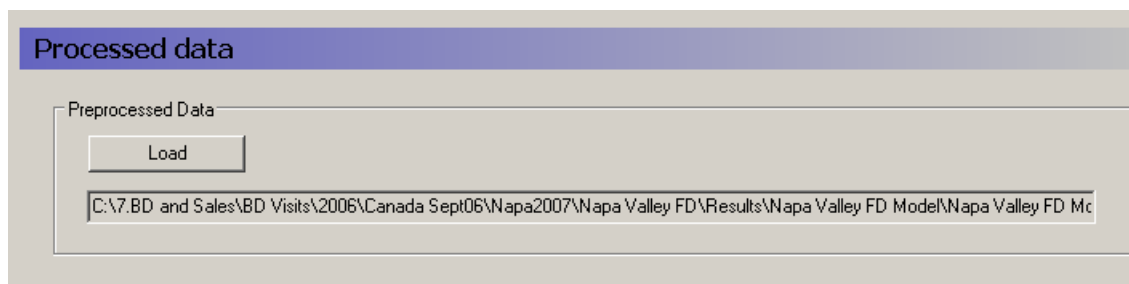 Processed data
Preprocessed Data
Load
C:\7.BD and Sales\BD Visits\2006\Canada Sept06\Napa2007\Napa Valley FD\Results\Napa Valley FD Model\Napa Valley FD Mc